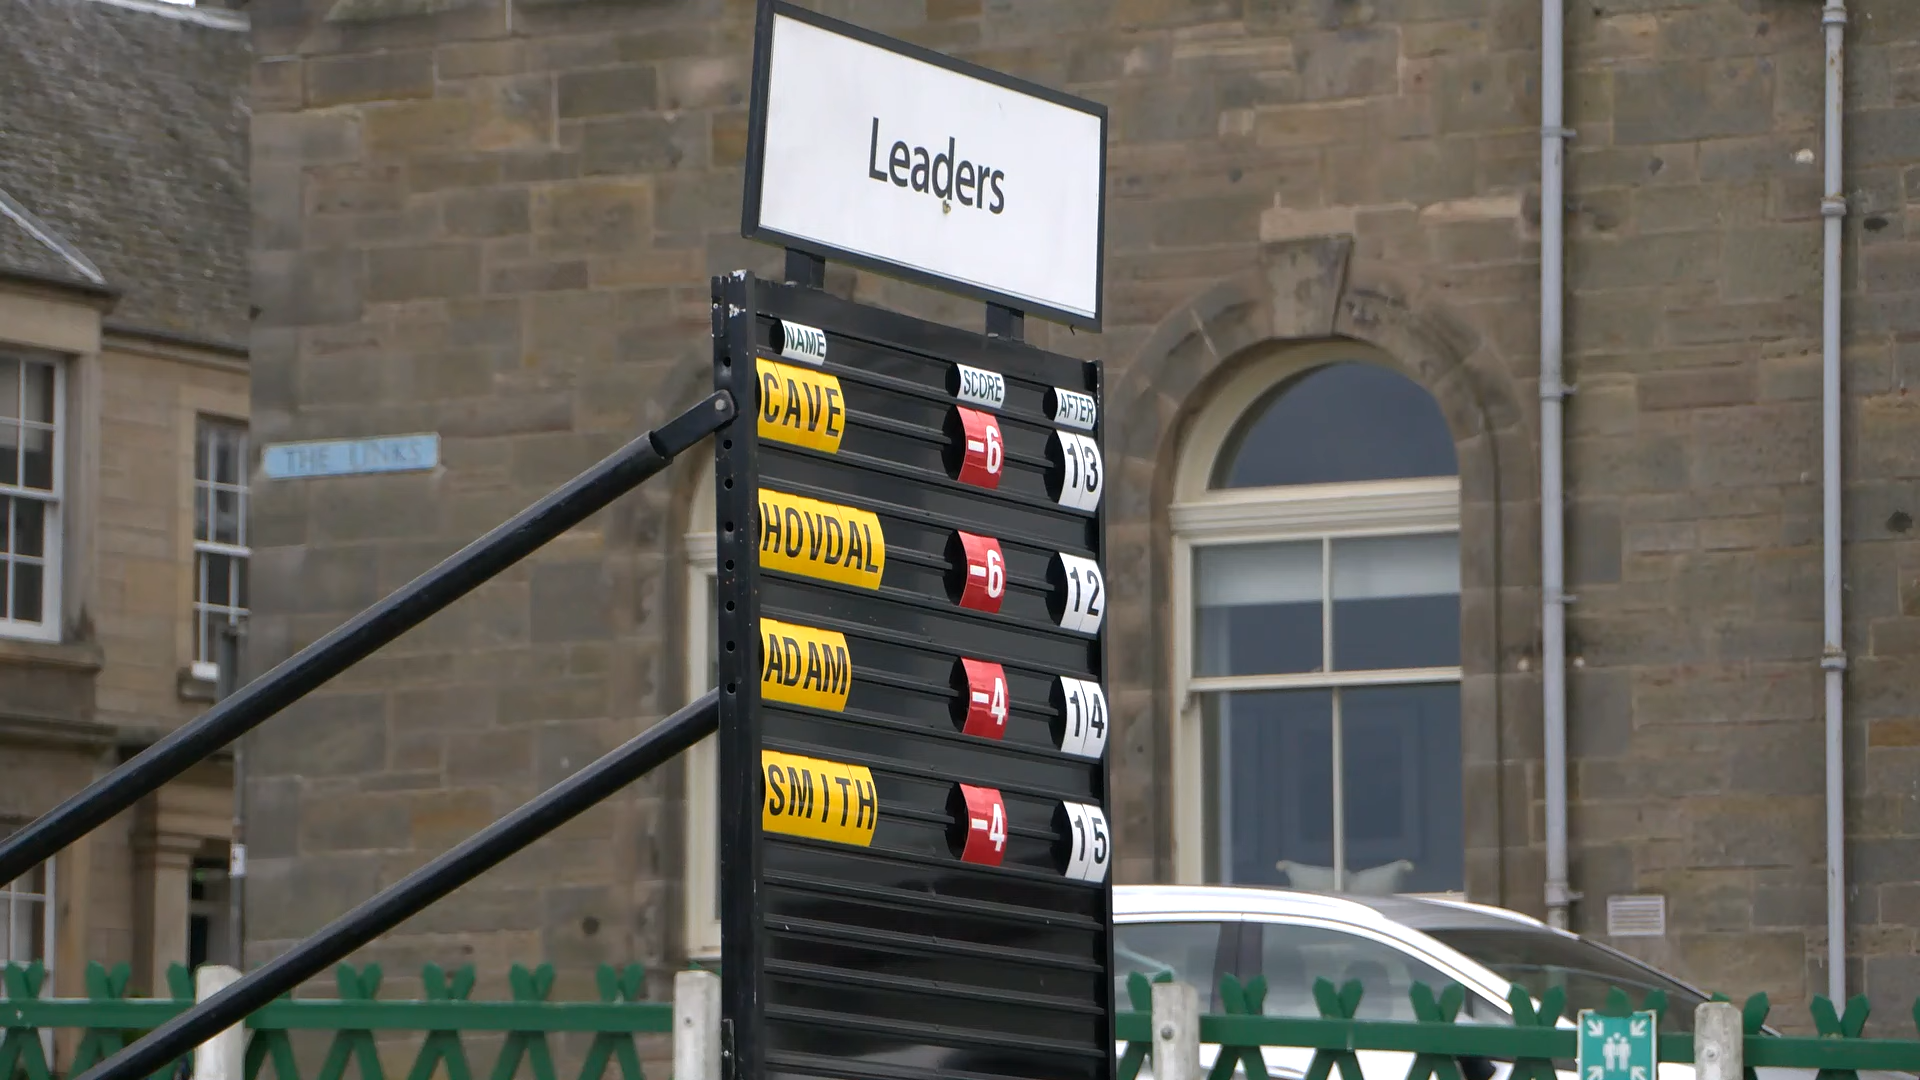 Leaders
NAME SCORE AFTER
CAVE -6 13
HOVDAL -6 12
ADAM -4 14
SMITH -4 15
THE LINKS